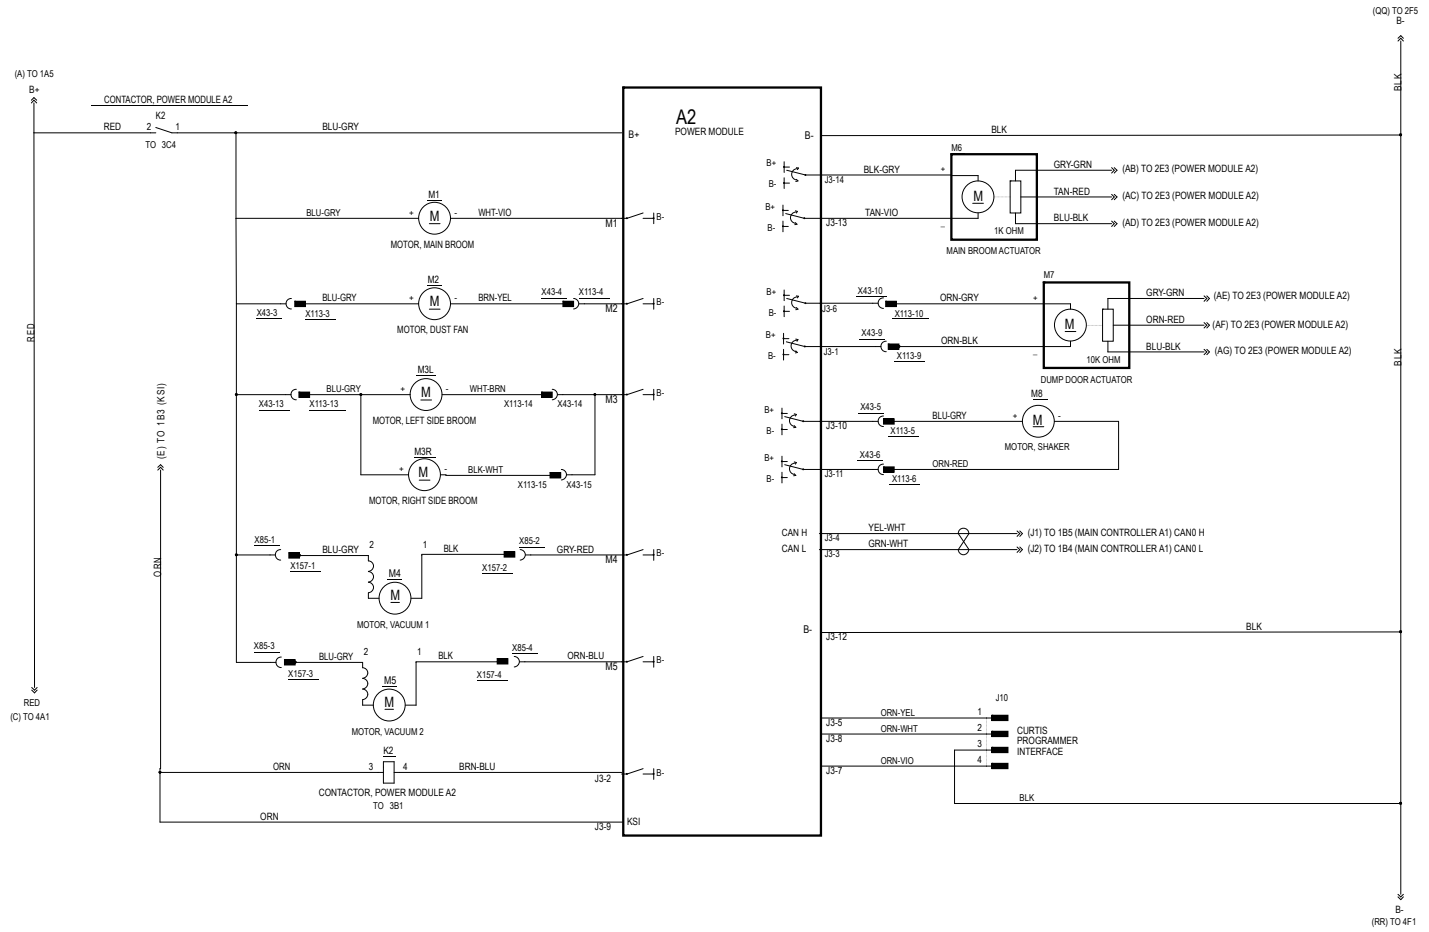 (QQ) TO 2F5
B-
(A) TO 1A5
B+
CONTACTOR, POWER MODULE A2
K2
RED 2 1 BLU-GRY
TO 3C4
A2
POWER MODULE
B+
B- BLK
BLK
M6
B+
B-
J3-14
BLK-GRY
+
GRY-GRN
(AB) TO 2E3 (POWER MODULE A2)
M
TAN-RED
(AC) TO 2E3 (POWER MODULE A2)
B+
B-
J3-13
TAN-VIO
–
BLU-BLK
(AD) TO 2E3 (POWER MODULE A2)
1K OHM
MAIN BROOM ACTUATOR
M1
BLU-GRY + M - WHT-VIO
M1
B-
MOTOR, MAIN BROOM
M7
M2
X43-4 X113-4
BLU-GRY + M - BRN-YEL
X43-3 X113-3
M2
B-
MOTOR, DUST FAN
B+
B-
J3-6
X43-10
X113-10
ORN-GRY
+
GRY-GRN
(AE) TO 2E3 (POWER MODULE A2)
M
ORN-RED
(AF) TO 2E3 (POWER MODULE A2)
B+
B-
J3-1
X43-9
X113-9
ORN-BLK
–
BLU-BLK
(AG) TO 2E3 (POWER MODULE A2)
10K OHM
DUMP DOOR ACTUATOR
RED
BLK
M3L
BLU-GRY + M - WHT-BRN
X43-13 X113-13
X113-14 X43-14
M3
B-
MOTOR, LEFT SIDE BROOM
M3R
+ M - BLK-WHT
X113-15 X43-15
MOTOR, RIGHT SIDE BROOM
(E) TO 1B3 (KSI)
M8
B+
B-
J3-10
X43-5
X113-5
BLU-GRY
+ M -
MOTOR, SHAKER
B+
B-
J3-11
X43-6
X113-6
ORN-RED
CAN H
J3-4
YEL-WHT
(J1) TO 1B5 (MAIN CONTROLLER A1) CAN0 H
CAN L
J3-3
GRN-WHT
(J2) TO 1B4 (MAIN CONTROLLER A1) CAN0 L
X85-1
X157-1
BLU-GRY
2 1
BLK
X85-2
X157-2
GRY-RED
M4
B-
M4
M
MOTOR, VACUUM 1
ORN
B-
J3-12
BLK
X85-3
X157-3
BLU-GRY
2 1
BLK
X85-4
X157-4
ORN-BLU
M5
B-
M5
M
MOTOR, VACUUM 2
RED
(C) TO 4A1
J10
J3-5
ORN-YEL
1
J3-8
ORN-WHT
2
3
J3-7
ORN-VIO
4
CURTIS
PROGRAMMER
INTERFACE
BLK
K2
ORN 3 4 BRN-BLU
J3-2
B-
CONTACTOR, POWER MODULE A2
TO 3B1
ORN
J3-9
KSI
B-
(RR) TO 4F1